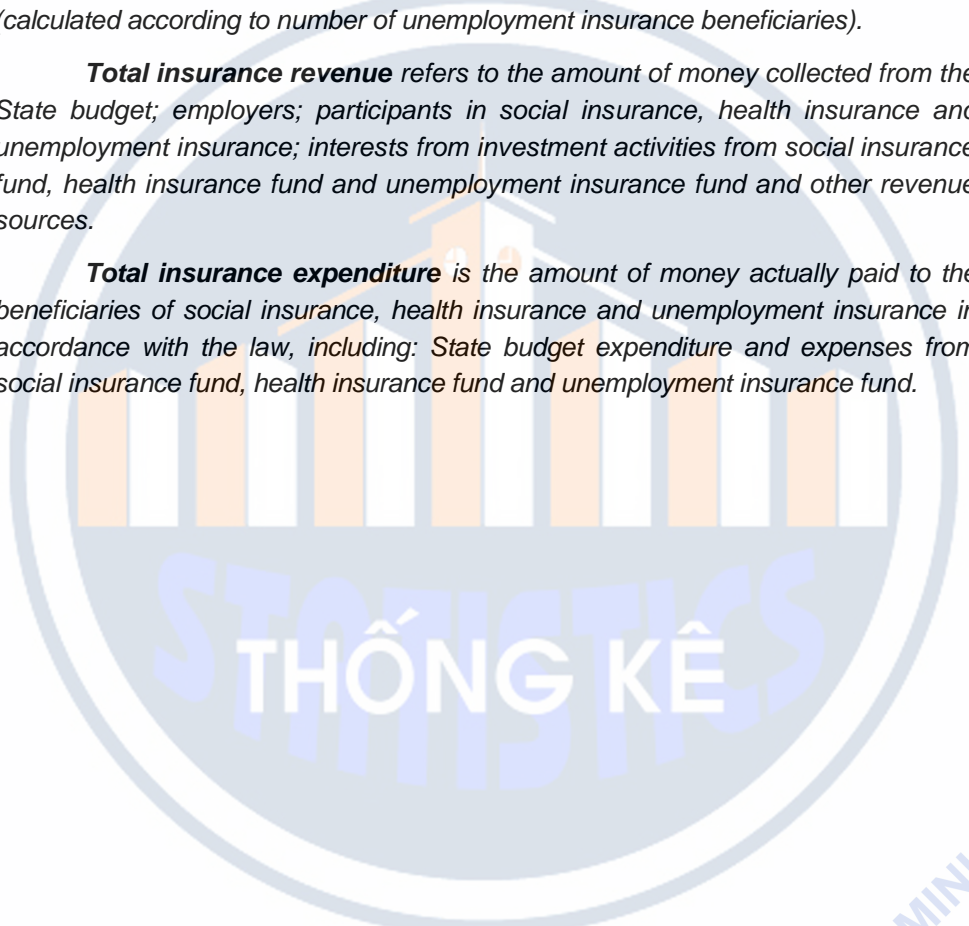 (calculated according to number of unemployment insurance beneficiaries).
Total insurance revenue refers to the amount of money collected from the
State budget; employers; participants in social insurance, health insurance and
unemployment insurance; interests from investment activities from social insurance
fund, health insurance fund and unemployment insurance fund and other revenue
sources.
Total insurance expenditure is the amount of money actually paid to the
beneficiaries of social insurance, health insurance and unemployment insurance in
accordance with the law, including: State budget expenditure and expenses from
social insurance fund, health insurance fund and unemployment insurance fund.
STATISTICS
THỐNG KÊ
MINH